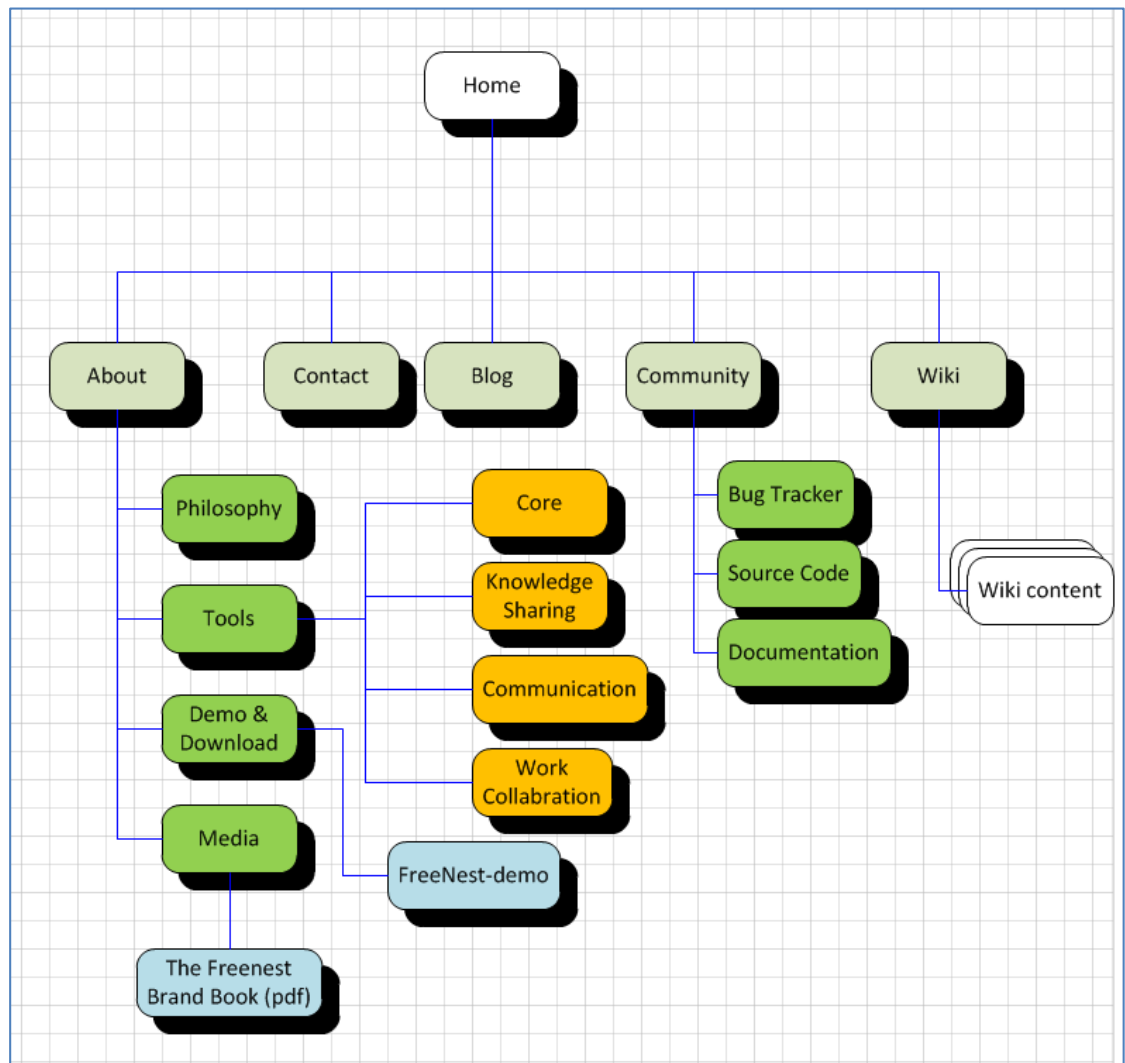 Home
About
Contact
Blog
Community
Wiki
Philosophy
Tools
Demo &
Download
Media
The Freenest
Brand Book (pdf)
Core
Knowledge
Sharing
Communication
Work
Collabration
FreeNest-demo
Bug Tracker
Source Code
Documentation
Wiki content